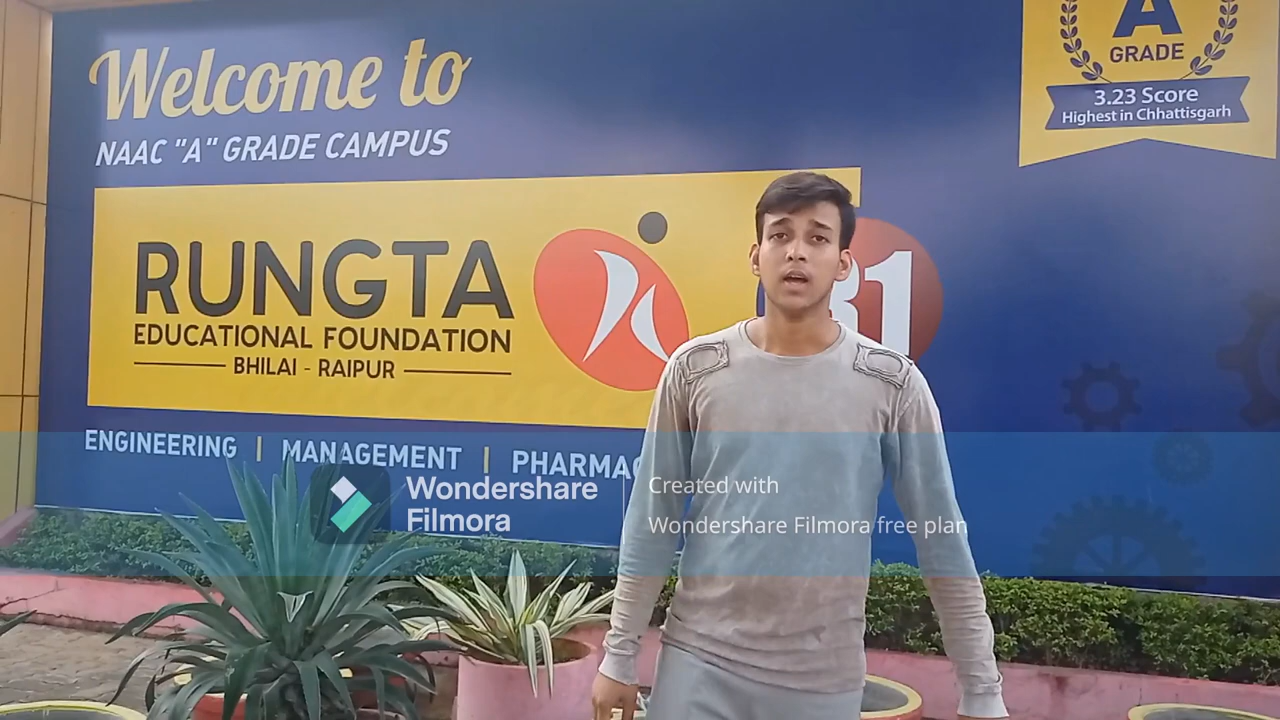 Welcome to
NAAC "A" GRADE CAMPUS
A
GRADE
3.23 Score
Highest in Chhattisgarh
RUNGTA
EDUCATIONAL FOUNDATION
BHILAI - RAIPUR
R1
ENGINEERING | MANAGEMENT |
Wondershare
Filmora
Created with
Wondershare Filmora free plan